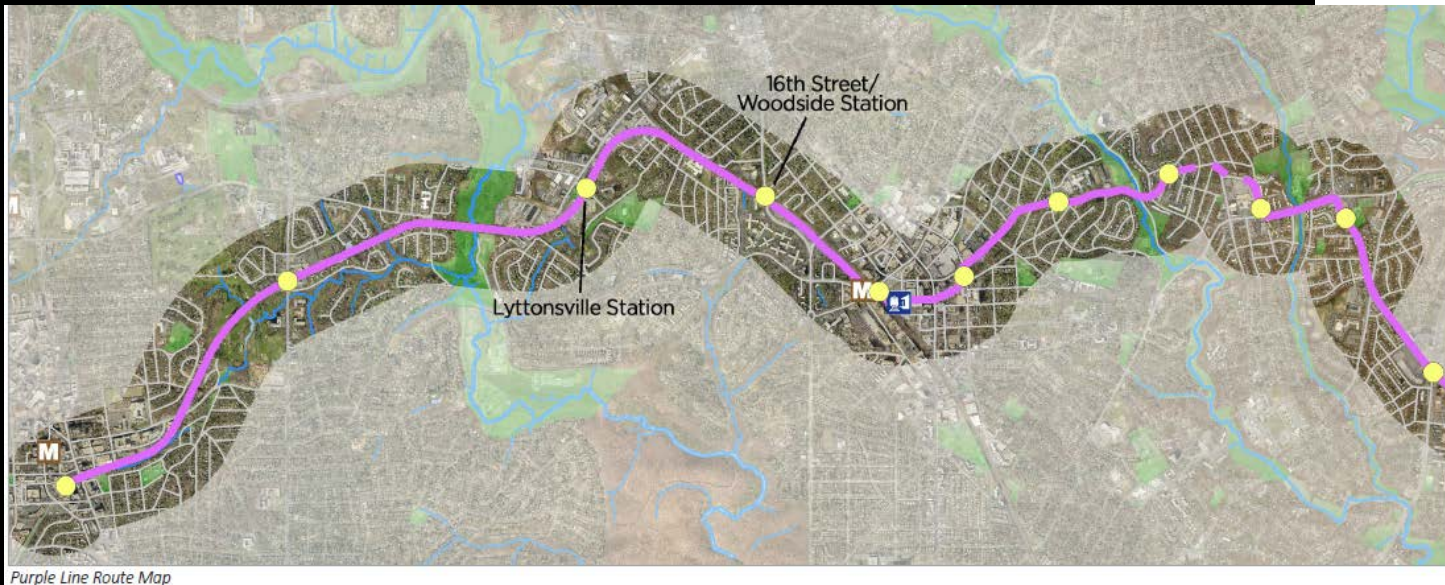 16th Street/
Woodside Station
Lyttonsville Station
M
M
Purple Line Route Map